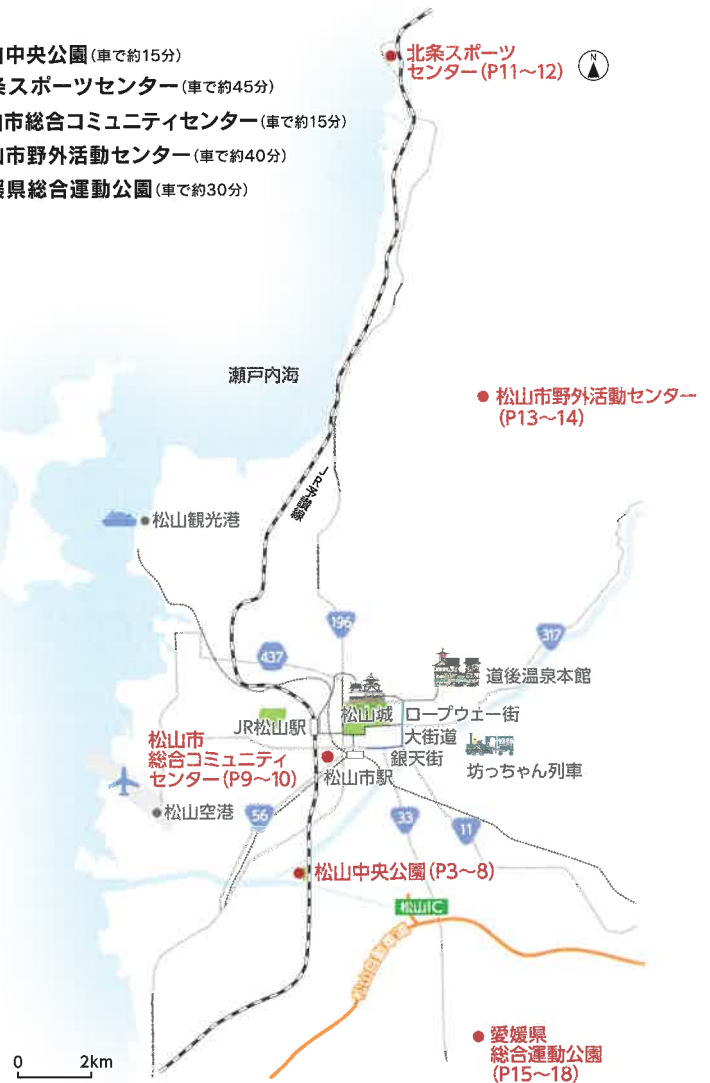 山中央公園(車で約15分)
条スポーツセンター(車で約45分)
山市総合コミュニティセンター(車で約15分)
山市野外活動センター(車で約40分)
媛県総合運動公園(車で約30分)
北条スポーツ
センター(P11〜12)
N
瀬戸内海
松山市野外活動センター
(P13〜14)
JR予讃線
松山観光港
196
317
437
道後温泉本館
JR松山駅
松山城
ロープウェー街
大街道
銀天街
坊っちゃん列車
松山市
総合コミュニティ
センター(P9〜10)
松山市駅
松山空港
56
33
11
松山中央公園(P3〜8)
松山IC
松山自動車道
愛媛県
総合運動公園
(P15〜18)
0 2km